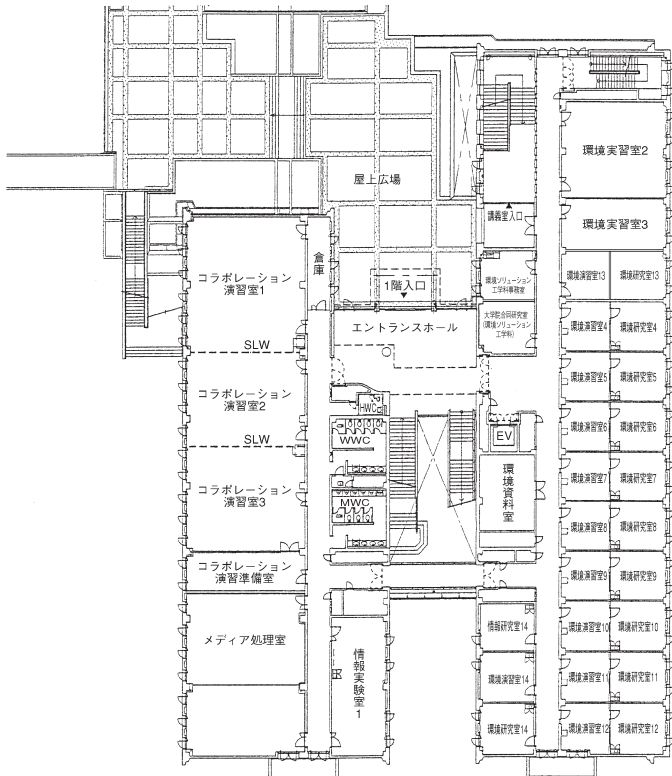 環境実習室2
屋上広場
講義室入口
環境実習室3
倉庫
コラボレーション
演習室1
環境ソリューション
工学科事務室
環境演習室13
環境研究室13
1階入口
エントランスホール
大学院合同研究室
(環境ソリューション
工学科)
環境演習室4
環境研究室4
SLW
環境演習室5
環境研究室5
コラボレーション
演習室2
HWC
WWC
EV
環境演習室6
環境研究室6
SLW
コラボレーション
演習室3
MWC
環境資料室
環境演習室7
環境研究室7
環境演習室8
環境研究室8
コラボレーション
演習準備室
環境演習室9
環境研究室9
メディア処理室
情報実験室1
情報研究室14
環境演習室10
環境研究室10
環境演習室14
環境演習室11
環境研究室11
環境研究室14
環境演習室12
環境研究室12